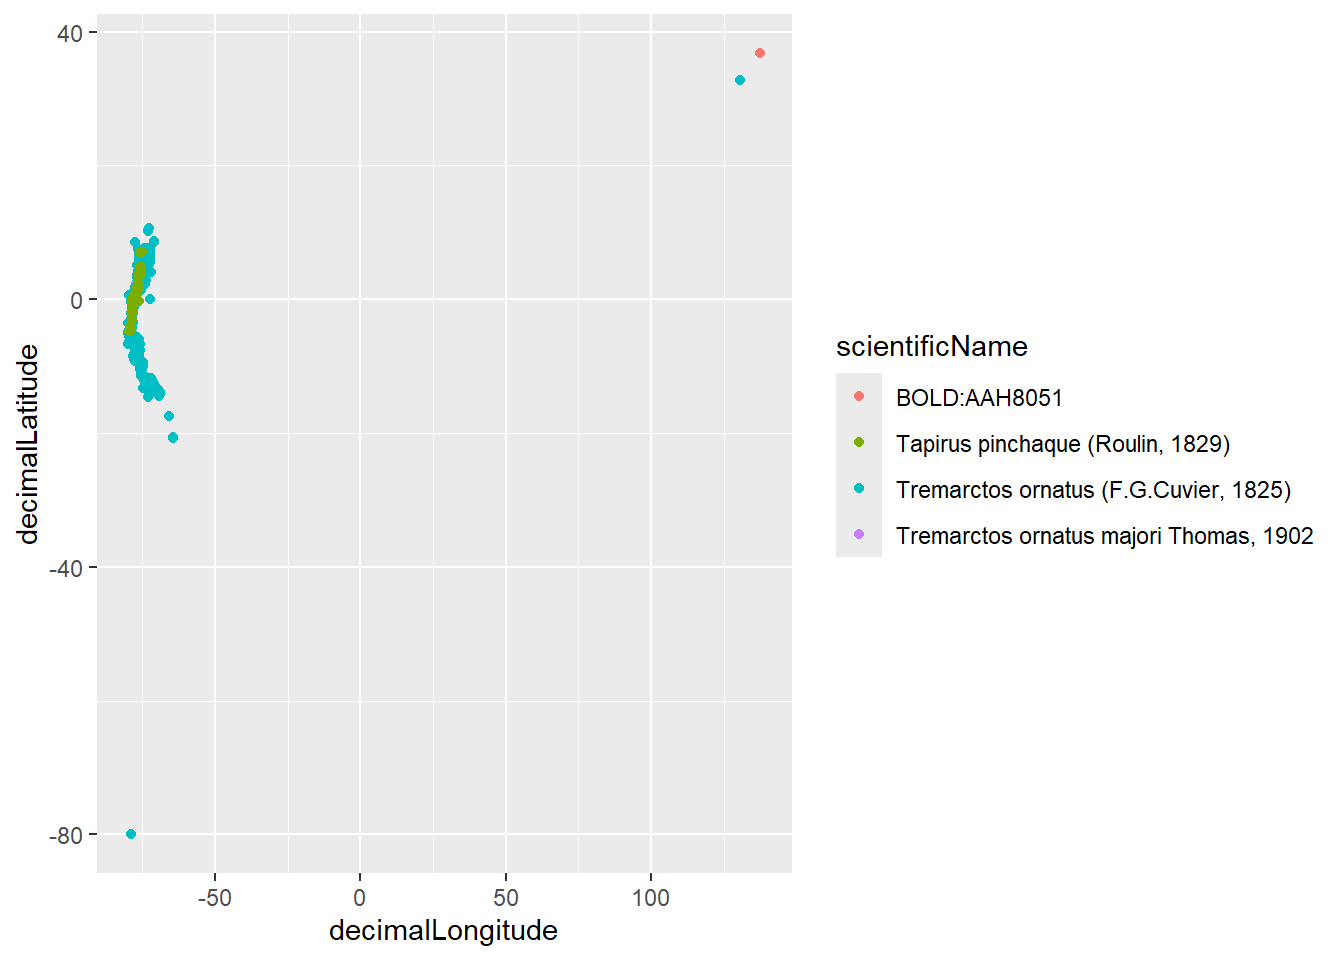 40
0
-40
-80
decimalLatitude
-50
0
50
100
decimalLongitude
scientificName
BOLD:AAH8051
Tapirus pinchaque (Roulin, 1829)
Tremarctos ornatus (F.G.Cuvier, 1825)
Tremarctos ornatus majori Thomas, 1902